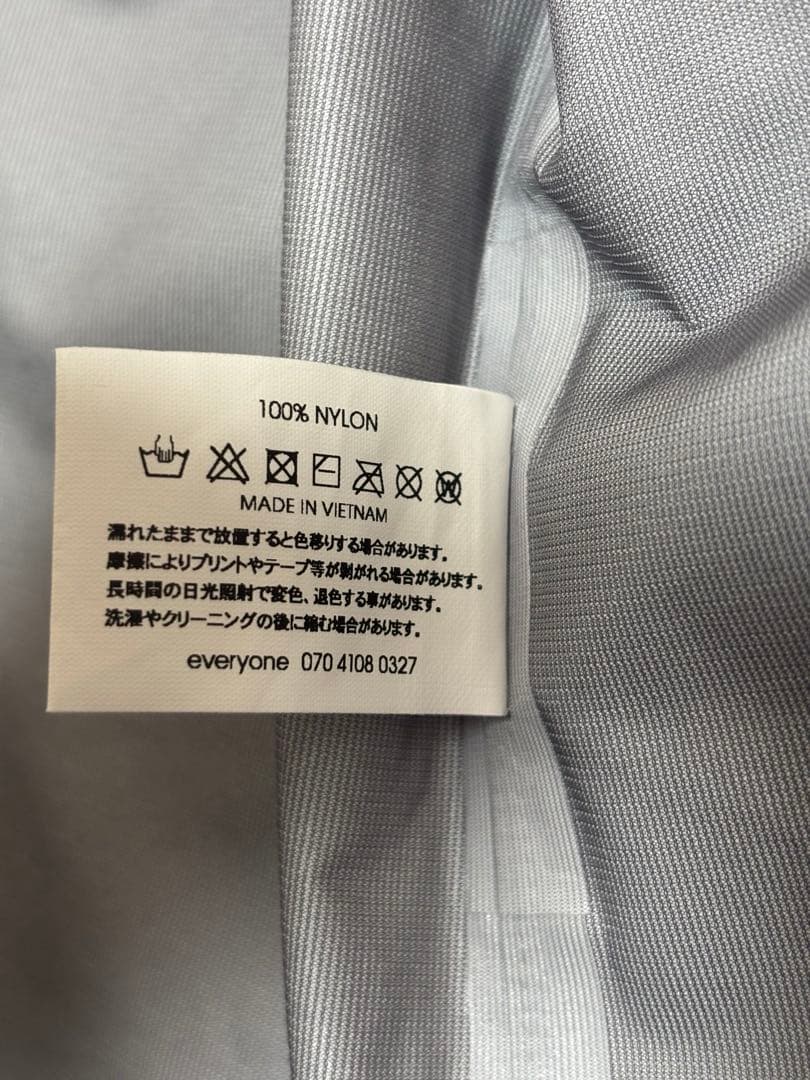 100% NYLON
W
MADE IN VIETNAM
濡れたままで放置すると色移りする場合があります。
摩擦によりプリントやテープ等が剥がれる場合があります。
長時間の日光照射で変色、退色する事があります。
洗濯やクリーニングの後に縮む場合があります。
everyone 070 4108 0327